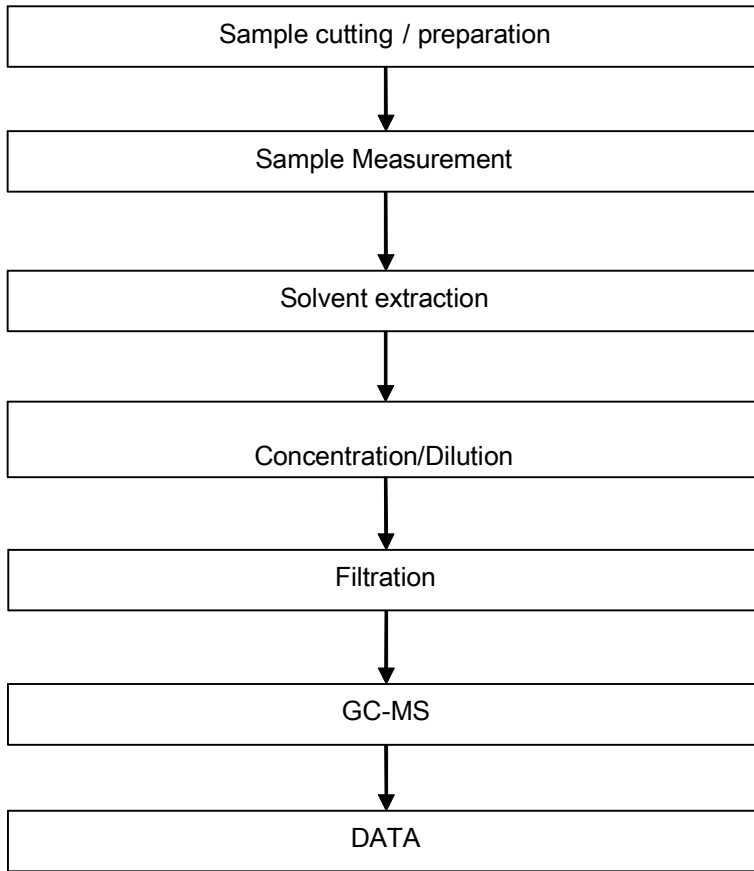 Sample cutting / preparation
Sample Measurement
Solvent extraction
Concentration/Dilution
Filtration
GC-MS
DATA